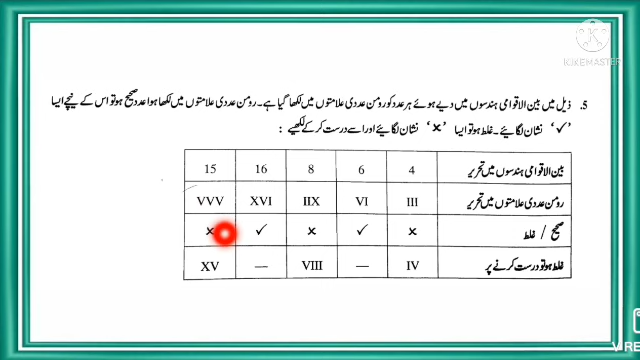 KINEMASTER
5. ذیل میں بین الاقوامی ہندسوں میں دیے ہوئے ہر عدد کو رومن عددی علامتوں میں لکھا گیا ہے۔ رومن عددی علامتوں میں لکھا ہوا عدد صحیح ہو تو اس کے نیچے ایسا
'✓' نشان لگائیے۔ غلط ہو تو ایسا '×' نشان لگائیے اور اسے درست کرکے لکھیے :
بین الاقوامی ہندسوں میں تحریر 4 6 8 16 15
رومن عددی علامتوں میں تحریر III VI IIX XVI VVV
صحیح / غلط × ✓ × ✓ ×
غلط ہو تو درست کرنے پر IV — VIII — XV